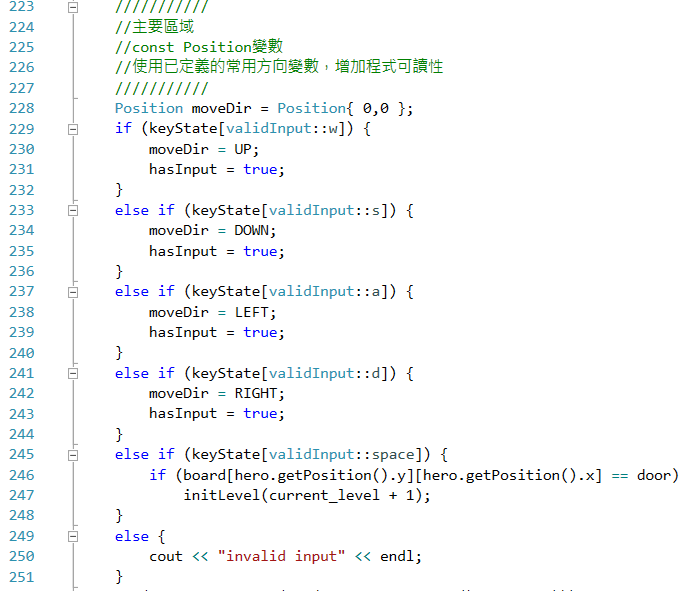 223 ///////////
224 //主要區域
225 //const Position變數
226 //使用已定義的常用方向變數，增加程式可讀性
227 ///////////
228 Position moveDir = Position{ 0,0 };
229 if (keyState[validInput::w]) {
230 moveDir = UP;
231 hasInput = true;
232 }
233 else if (keyState[validInput::s]) {
234 moveDir = DOWN;
235 hasInput = true;
236 }
237 else if (keyState[validInput::a]) {
238 moveDir = LEFT;
239 hasInput = true;
240 }
241 else if (keyState[validInput::d]) {
242 moveDir = RIGHT;
243 hasInput = true;
244 }
245 else if (keyState[validInput::space]) {
246 if (board[hero.getPosition().y][hero.getPosition().x] == door)
247 initLevel(current_level + 1);
248 }
249 else {
250 cout << "invalid input" << endl;
251 }